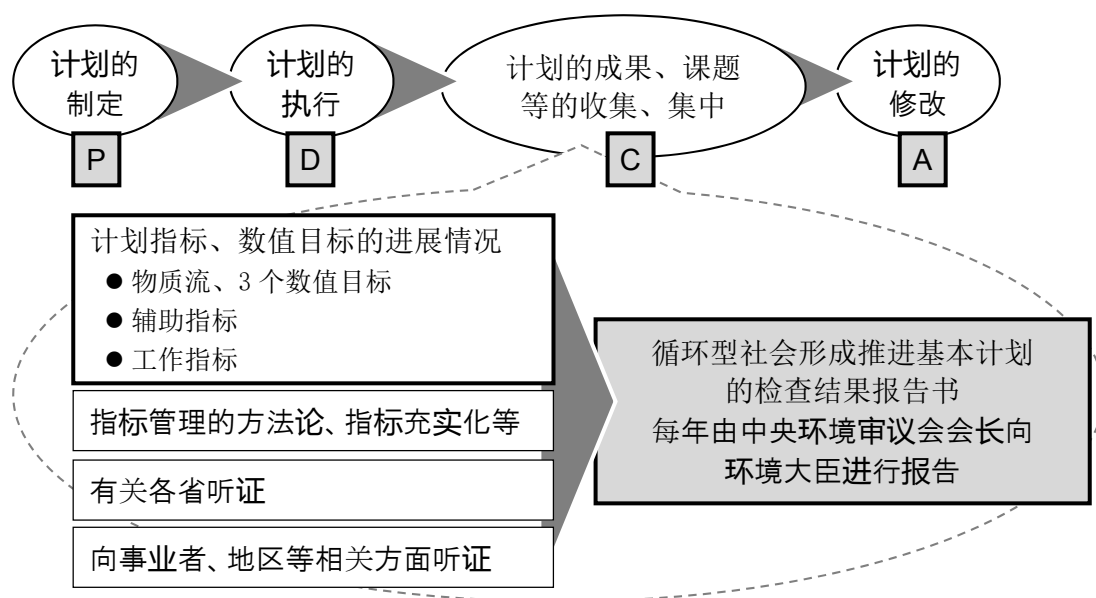 计划的
制定
计划的
执行
计划的成果、课题
等的收集、集中
计划的
修改
P
D
C
A
计划指标、数值目标的进展情况
● 物质流、3 个数值目标
● 辅助指标
● 工作指标
指标管理的方法论、指标充实化等
有关各省听证
向事业者、地区等相关方面听证
循环型社会形成推进基本计划
的检查结果报告书
每年由中央环境审议会会长向
环境大臣进行报告